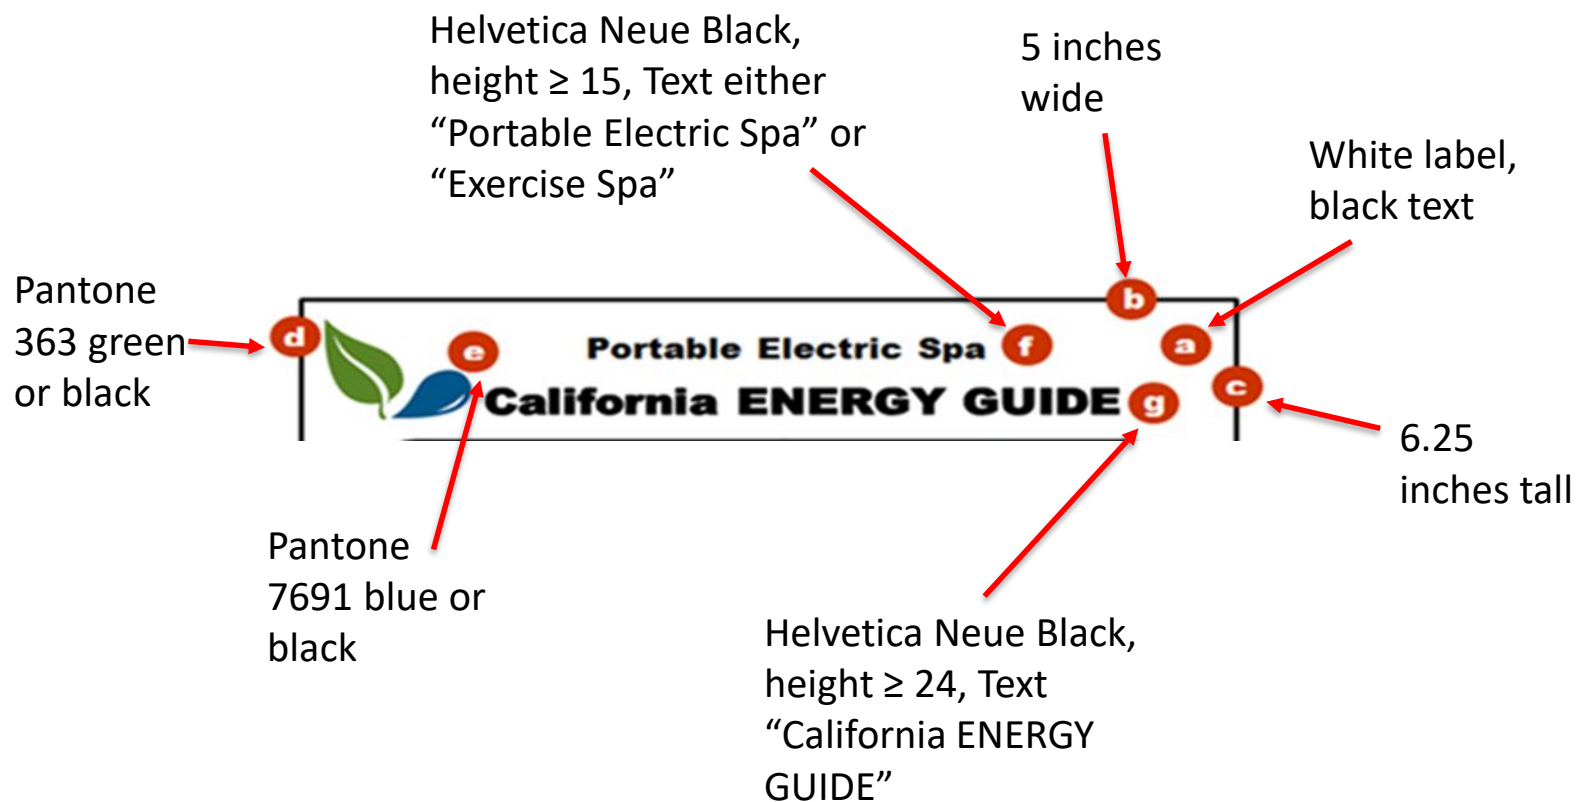 Helvetica Neue Black,
height ≥ 15, Text either
“Portable Electric Spa” or
“Exercise Spa”
5 inches
wide
White label,
black text
Pantone
363 green
or black
d
e
Portable Electric Spa
f
b
a
California ENERGY GUIDE
g
c
6.25
inches tall
Pantone
7691 blue or
black
Helvetica Neue Black,
height ≥ 24, Text
“California ENERGY
GUIDE”